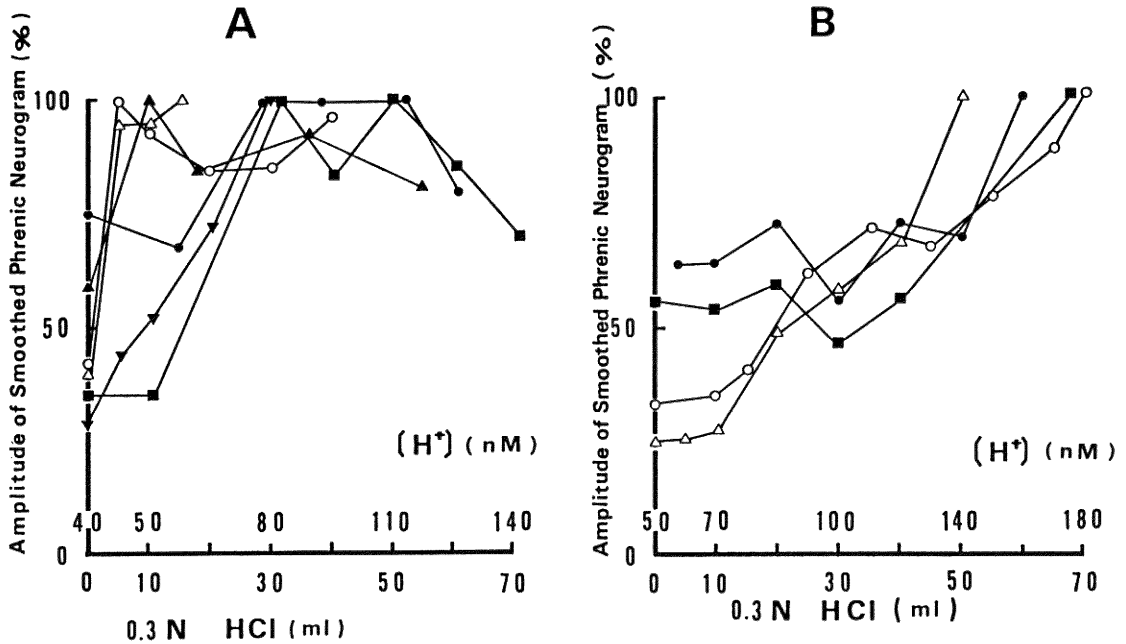 A
Amplitude of Smoothed Phrenic Neurogram (%)
100
50
0
[H⁺] (nM)
40 50 80 110 140
0 10 30 50 70
0.3 N HCl (ml)
B
Amplitude of Smoothed Phrenic Neurogram (%)
100
50
0
[H⁺] (nM)
50 70 100 140 180
0 10 30 50 70
0.3 N HCl (ml)